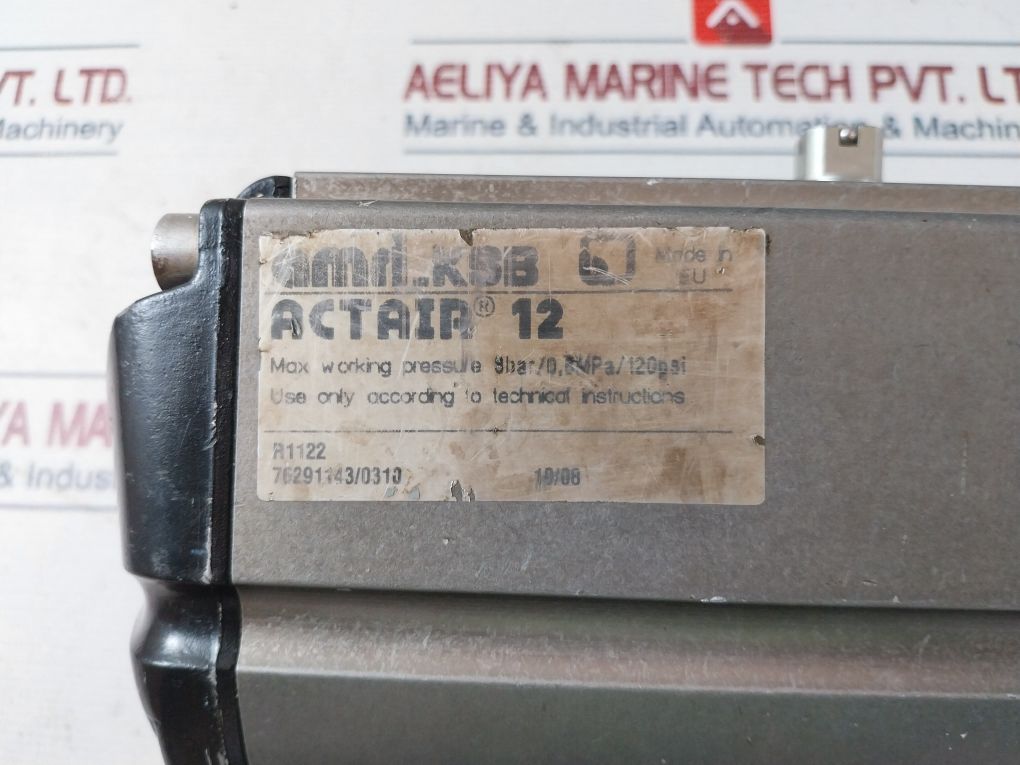 VT. LTD.
Machinery
AELIYA MARINE TECH PVT. LT
Marine & Industrial Automation & Machin
amri KSB Made in
EU
ACTAIR® 12
Max working pressure 8bar/0,8MPa/120psi
Use only according to technical instructions
R1122
76291143/0310 10/08
YA MA
ne &